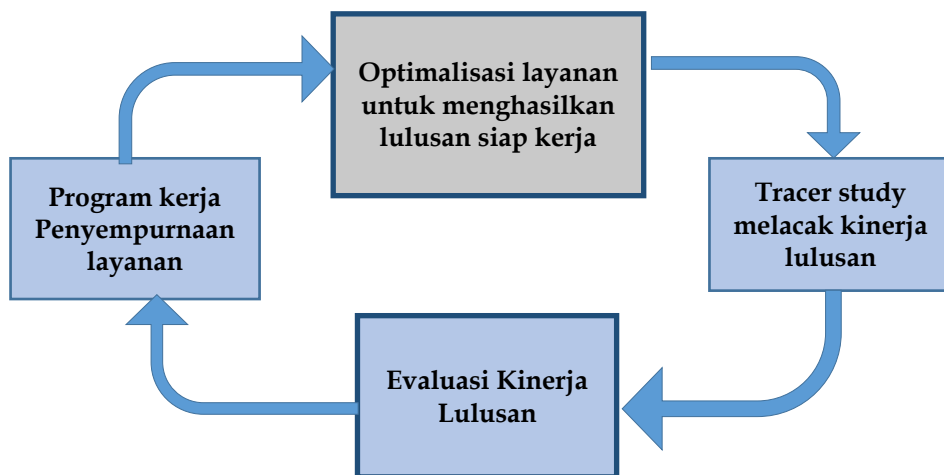 Optimalisasi layanan
untuk menghasilkan
lulusan siap kerja
Tracer study
melacak kinerja
lulusan
Evaluasi Kinerja
Lulusan
Program kerja
Penyempurnaan
layanan